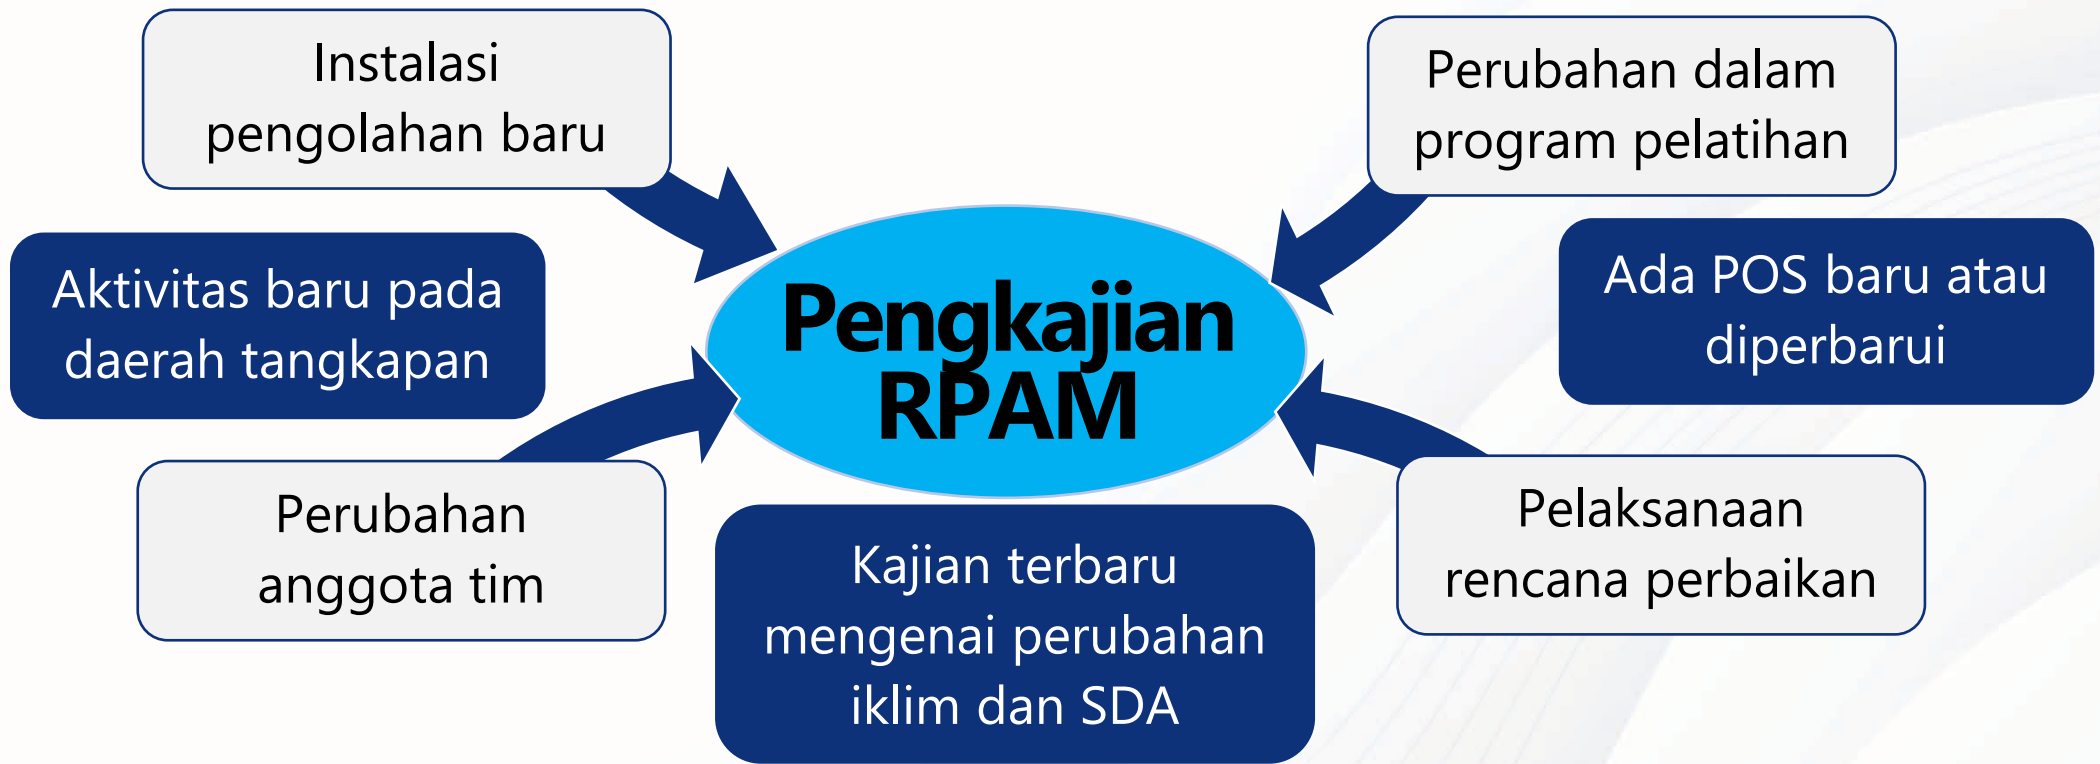 Instalasi
pengolahan baru
Perubahan dalam
program pelatihan
Aktivitas baru pada
daerah tangkapan
Pengkajian
RPAM
Ada POS baru atau
diperbarui
Perubahan
anggota tim
Kajian terbaru
mengenai perubahan
iklim dan SDA
Pelaksanaan
rencana perbaikan